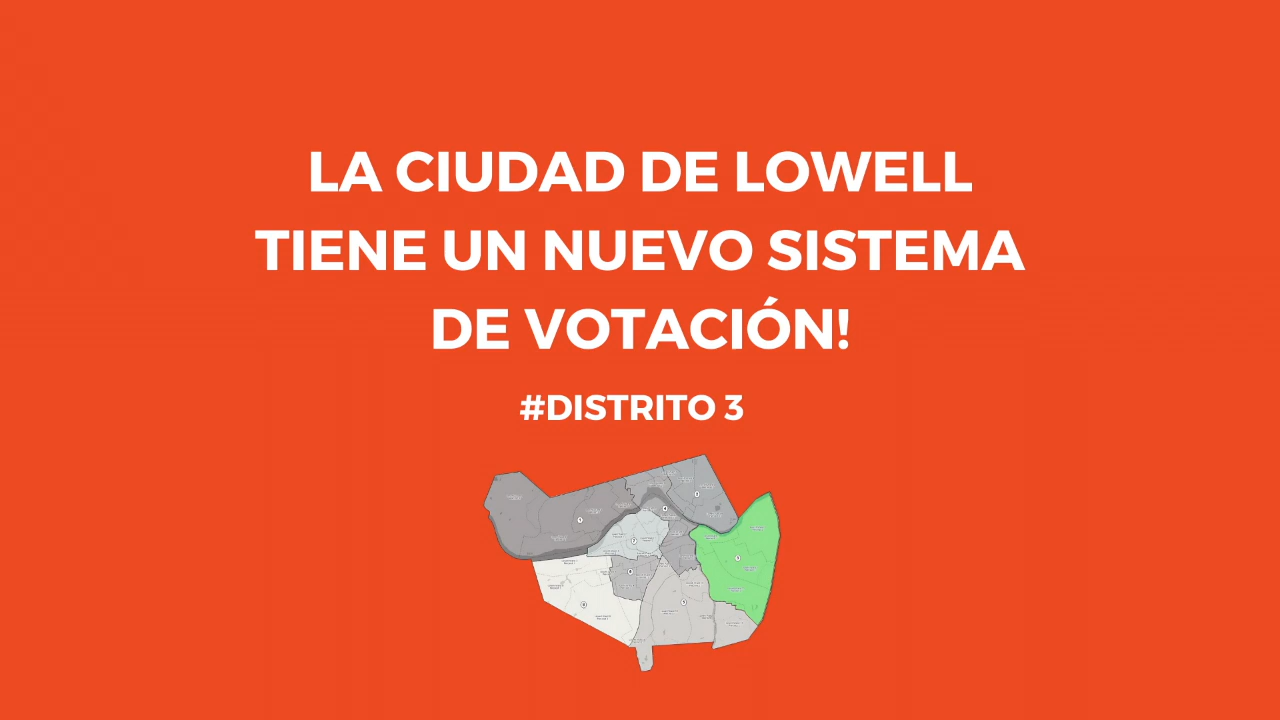 LA CIUDAD DE LOWELL
TIENE UN NUEVO SISTEMA
DE VOTACIÓN!
#DISTRITO 3